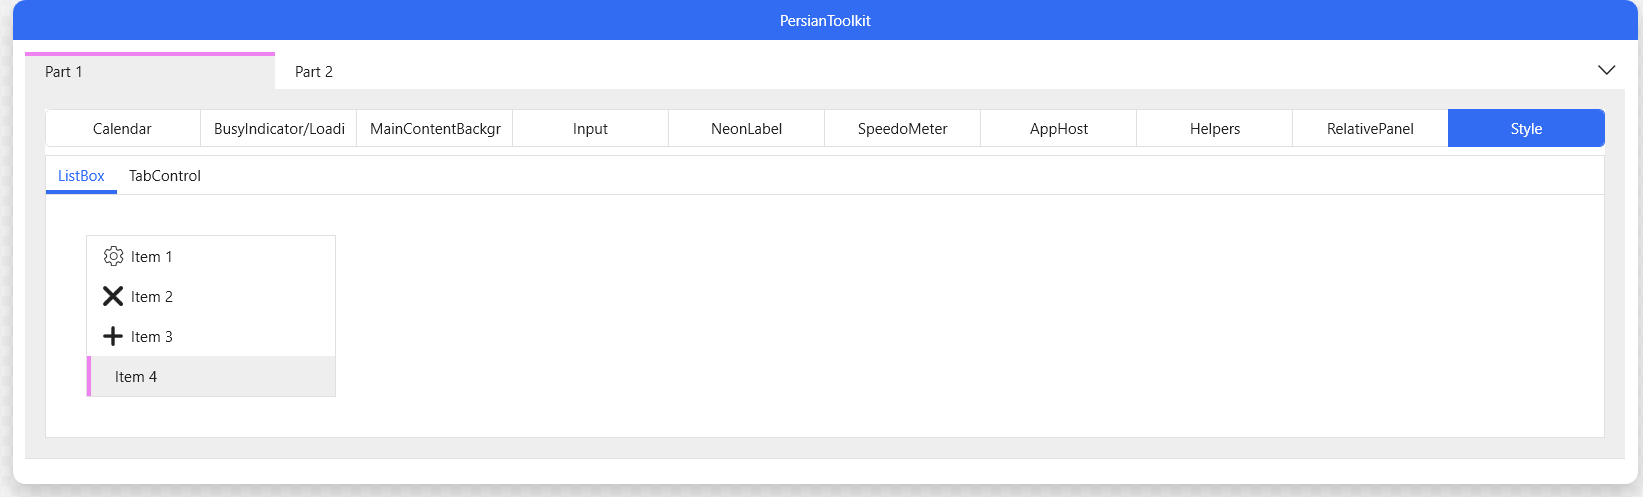 PersianToolkit
Part 1 Part 2
Calendar BusyIndicator/Loadi MainContentBackgr Input NeonLabel SpeedoMeter AppHost Helpers RelativePanel Style
ListBox TabControl
Item 1
Item 2
Item 3
Item 4